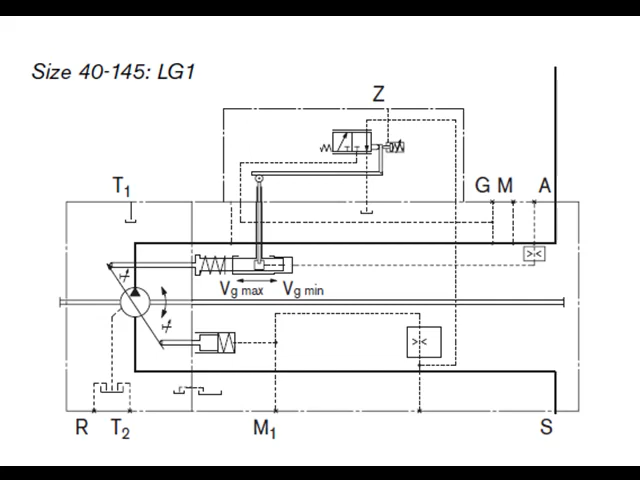 Size 40-145: LG1
Z
T1 G M A
Vg max Vg min
R T2 M1 S